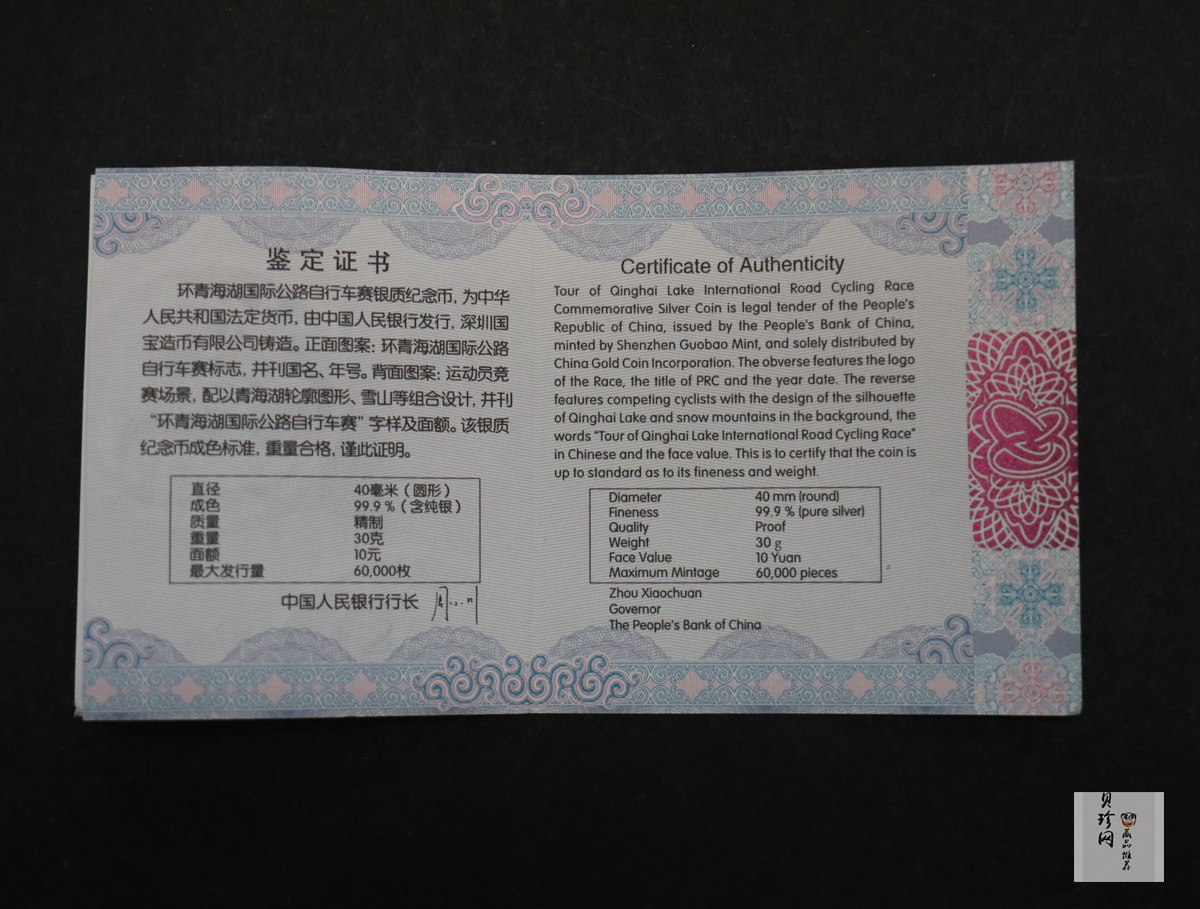 鉴定证书
环青海湖国际公路自行车赛银质纪念币，为中华
人民共和国法定货币，由中国人民银行发行，深圳国
宝造币有限公司铸造。正面图案：环青海湖国际公路
自行车赛标志，并刊国名、年号。背面图案：运动员竞
赛场景，配以青海湖轮廓图形、雪山等组合设计，并刊
“环青海湖国际公路自行车赛”字样及面额。该银质
纪念币成色标准，重量合格，谨此证明。
直径 40毫米（圆形）
成色 99.9%（含纯银）
质量 精制
重量 30克
面额 10元
最大发行量 60,000枚
中国人民银行行长
Certificate of Authenticity
Tour of Qinghai Lake International Road Cycling Race
Commemorative Silver Coin is legal tender of the People's
Republic of China, issued by the People's Bank of China,
minted by Shenzhen Guobao Mint, and solely distributed by
China Gold Coin Incorporation. The obverse features the logo
of the Race, the title of PRC and the year date. The reverse
features competing cyclists with the design of the silhouette
of Qinghai Lake and snow mountains in the background, the
words "Tour of Qinghai Lake International Road Cycling Race"
in Chinese and the face value. This is to certify that the coin is
up to standard as to its fineness and weight.
Diameter 40 mm (round)
Fineness 99.9 % (pure silver)
Quality Proof
Weight 30 g
Face Value 10 Yuan
Maximum Mintage 60,000 pieces
Zhou Xiaochuan
Governor
The People's Bank of China
贝珍网
藏品推荐